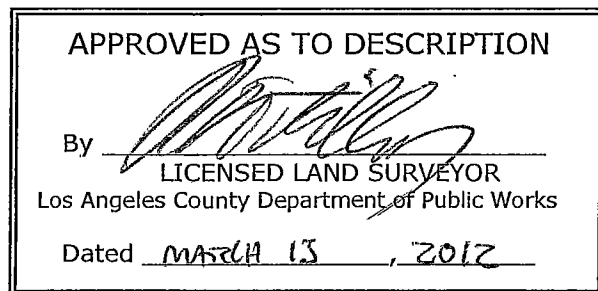 APPROVED AS TO DESCRIPTION
By
LICENSED LAND SURVEYOR
Los Angeles County Department of Public Works
Dated MARCH 13, 2012